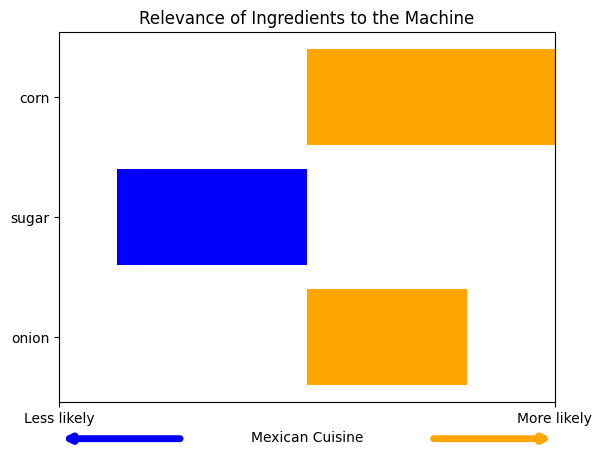 Relevance of Ingredients to the Machine
corn
sugar
onion
Less likely
More likely
Mexican Cuisine